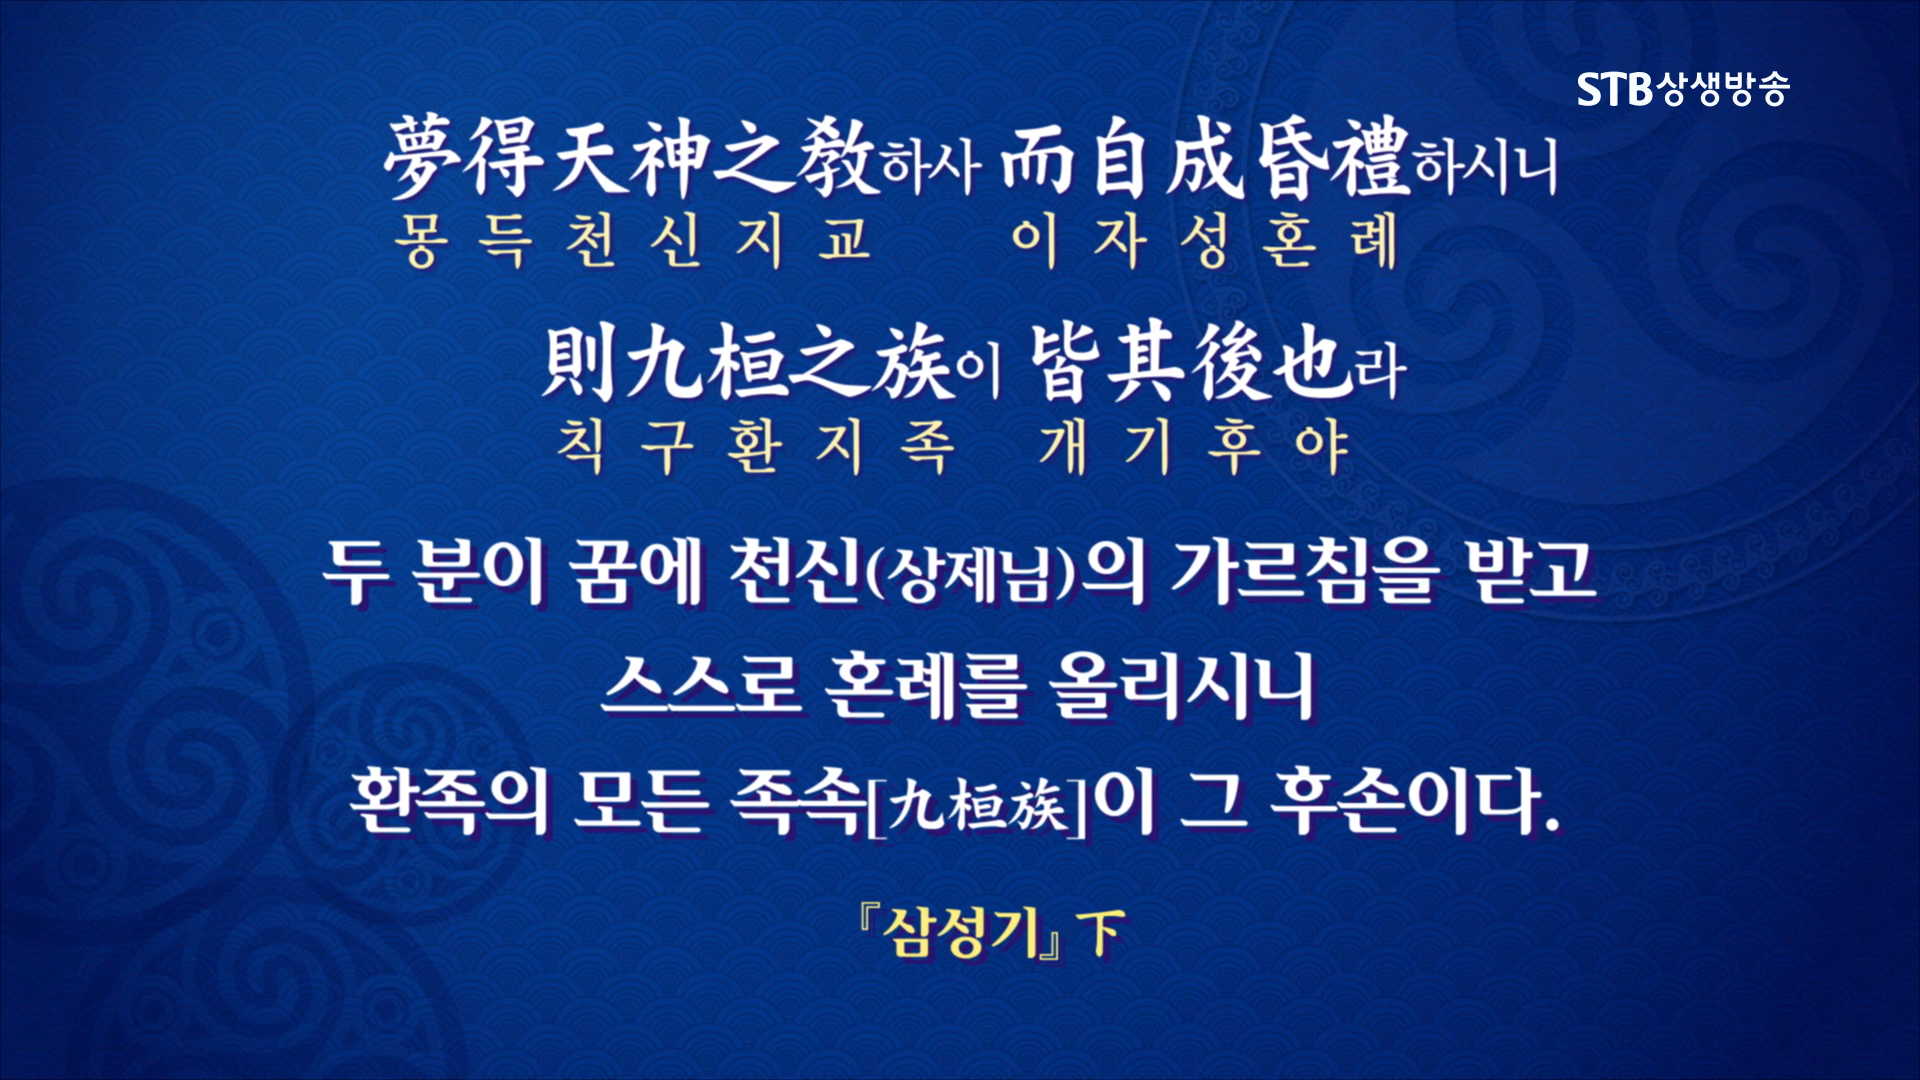 STB상생방송
夢得天神之敎하사 而自成昏禮하시니
몽득천신지교 이자성혼례
則九桓之族이 皆其後也라
칙구환지족 개기후야
두 분이 꿈에 천신(상제님)의 가르침을 받고
스스로 혼례를 올리시니
환족의 모든 족속[九桓族]이 그 후손이다.
『삼성기』下